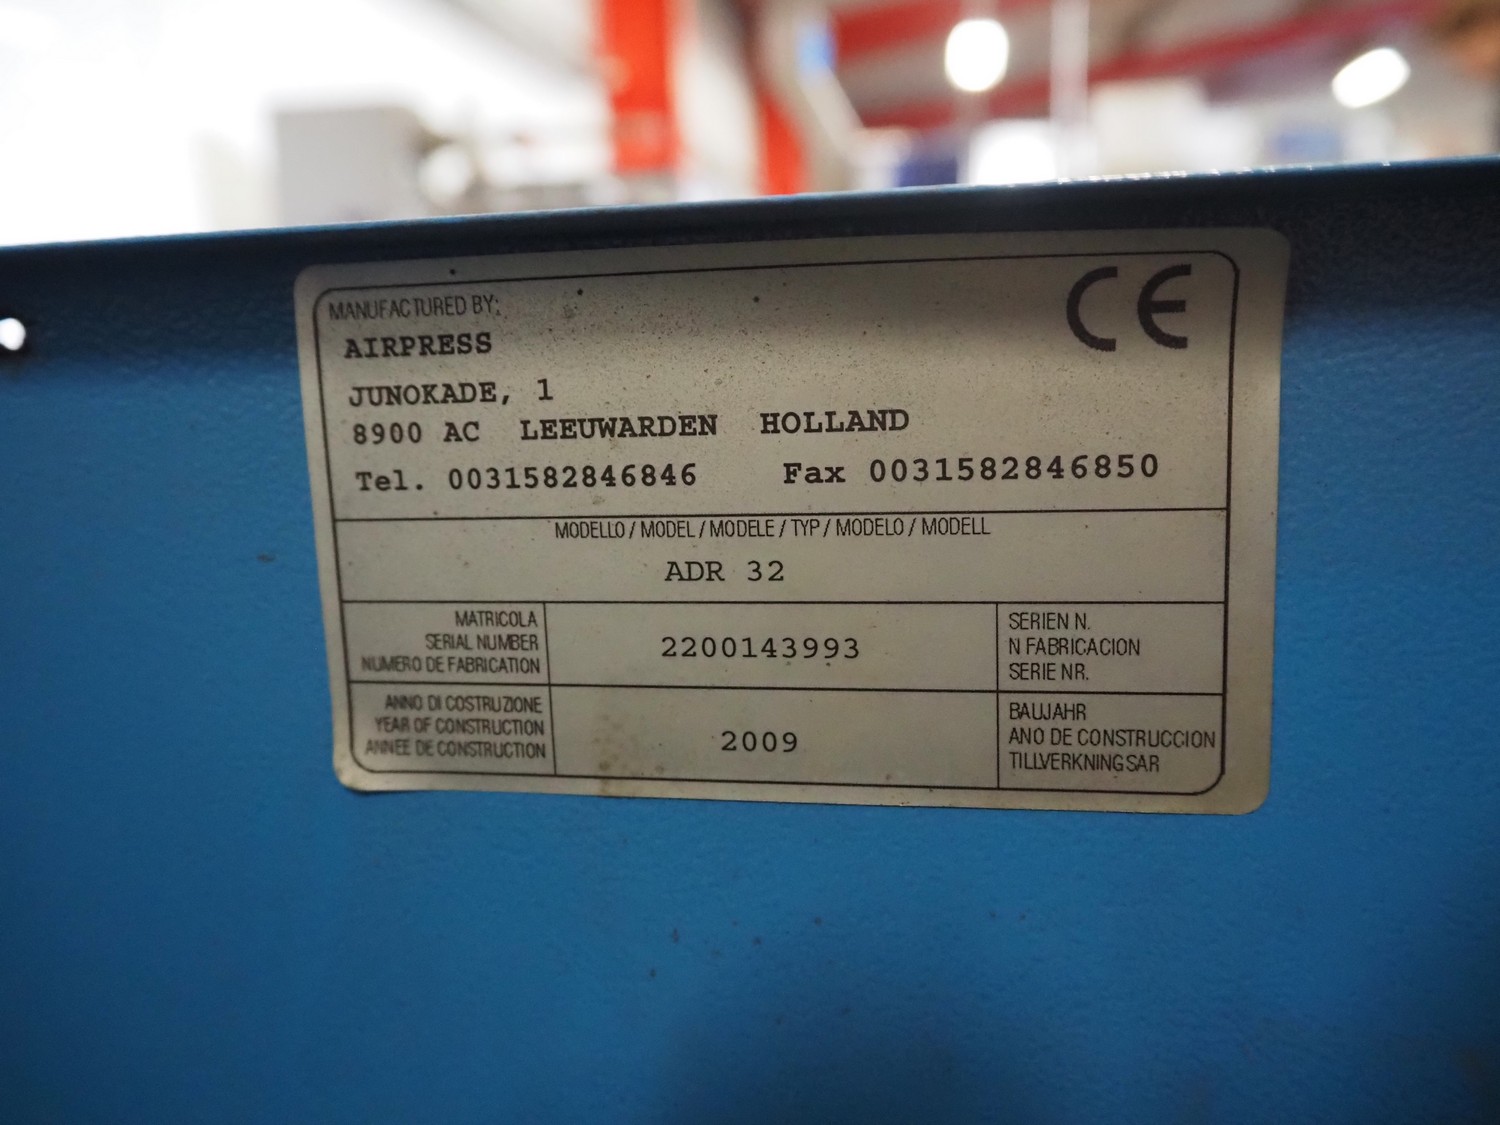 MANUFACTURED BY:
CE
AIRPRESS
JUNOKADE, 1
8900 AC LEEUWARDEN HOLLAND
Tel. 0031582846846 Fax 0031582846850
MODELLO / MODEL / MODELE / TYP / MODELO / MODELL
ADR 32
MATRICOLA
SERIAL NUMBER
NUMERO DE FABRICATION
2200143993
SERIEN N.
N FABRICACION
SERIE NR.
ANNO DI COSTRUZIONE
YEAR OF CONSTRUCTION
ANNEE DE CONSTRUCTION
2009
BAUJAHR
ANO DE CONSTRUCCION
TILLVERKNINGSAR